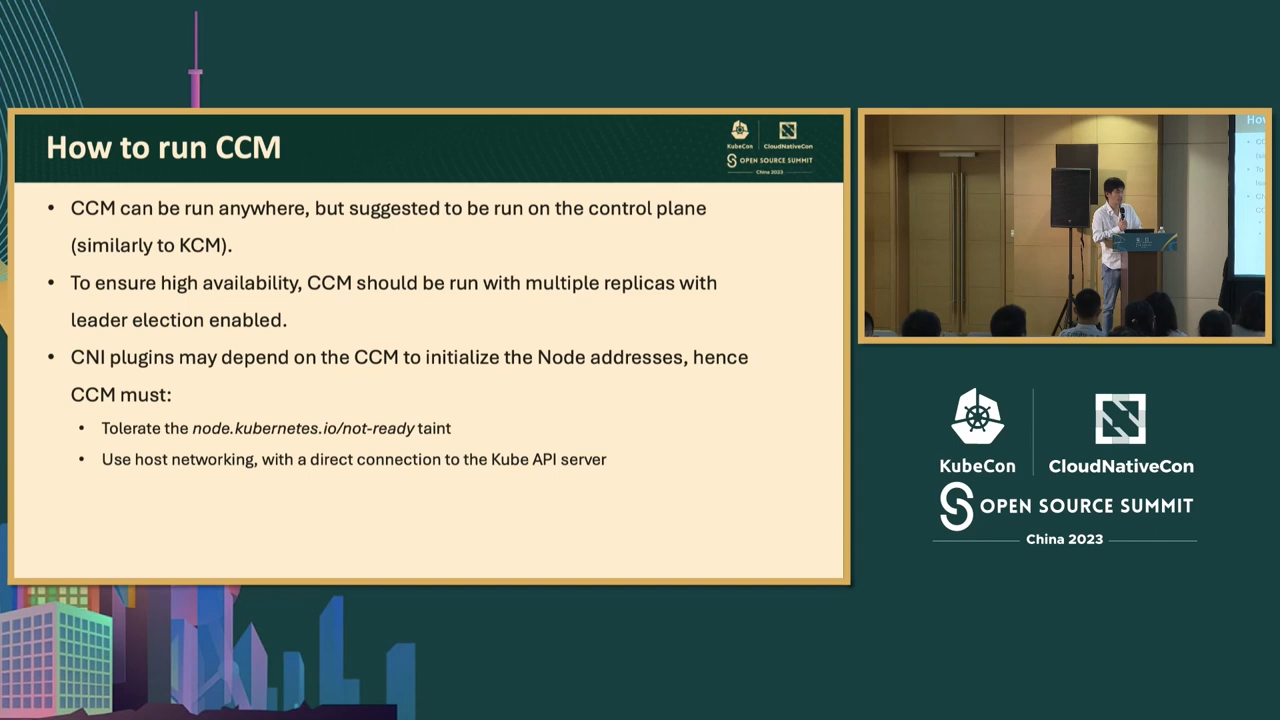 How to run CCM
KubeCon
CloudNativeCon
OPEN SOURCE SUMMIT
China 2023
• CCM can be run anywhere, but suggested to be run on the control plane
(similarly to KCM).
• To ensure high availability, CCM should be run with multiple replicas with
leader election enabled.
• CNI plugins may depend on the CCM to initialize the Node addresses, hence
CCM must:
• Tolerate the node.kubernetes.io/not-ready taint
• Use host networking, with a direct connection to the Kube API server
How
KubeCon
CloudNativeCon
OPEN SOURCE SUMMIT
China 2023